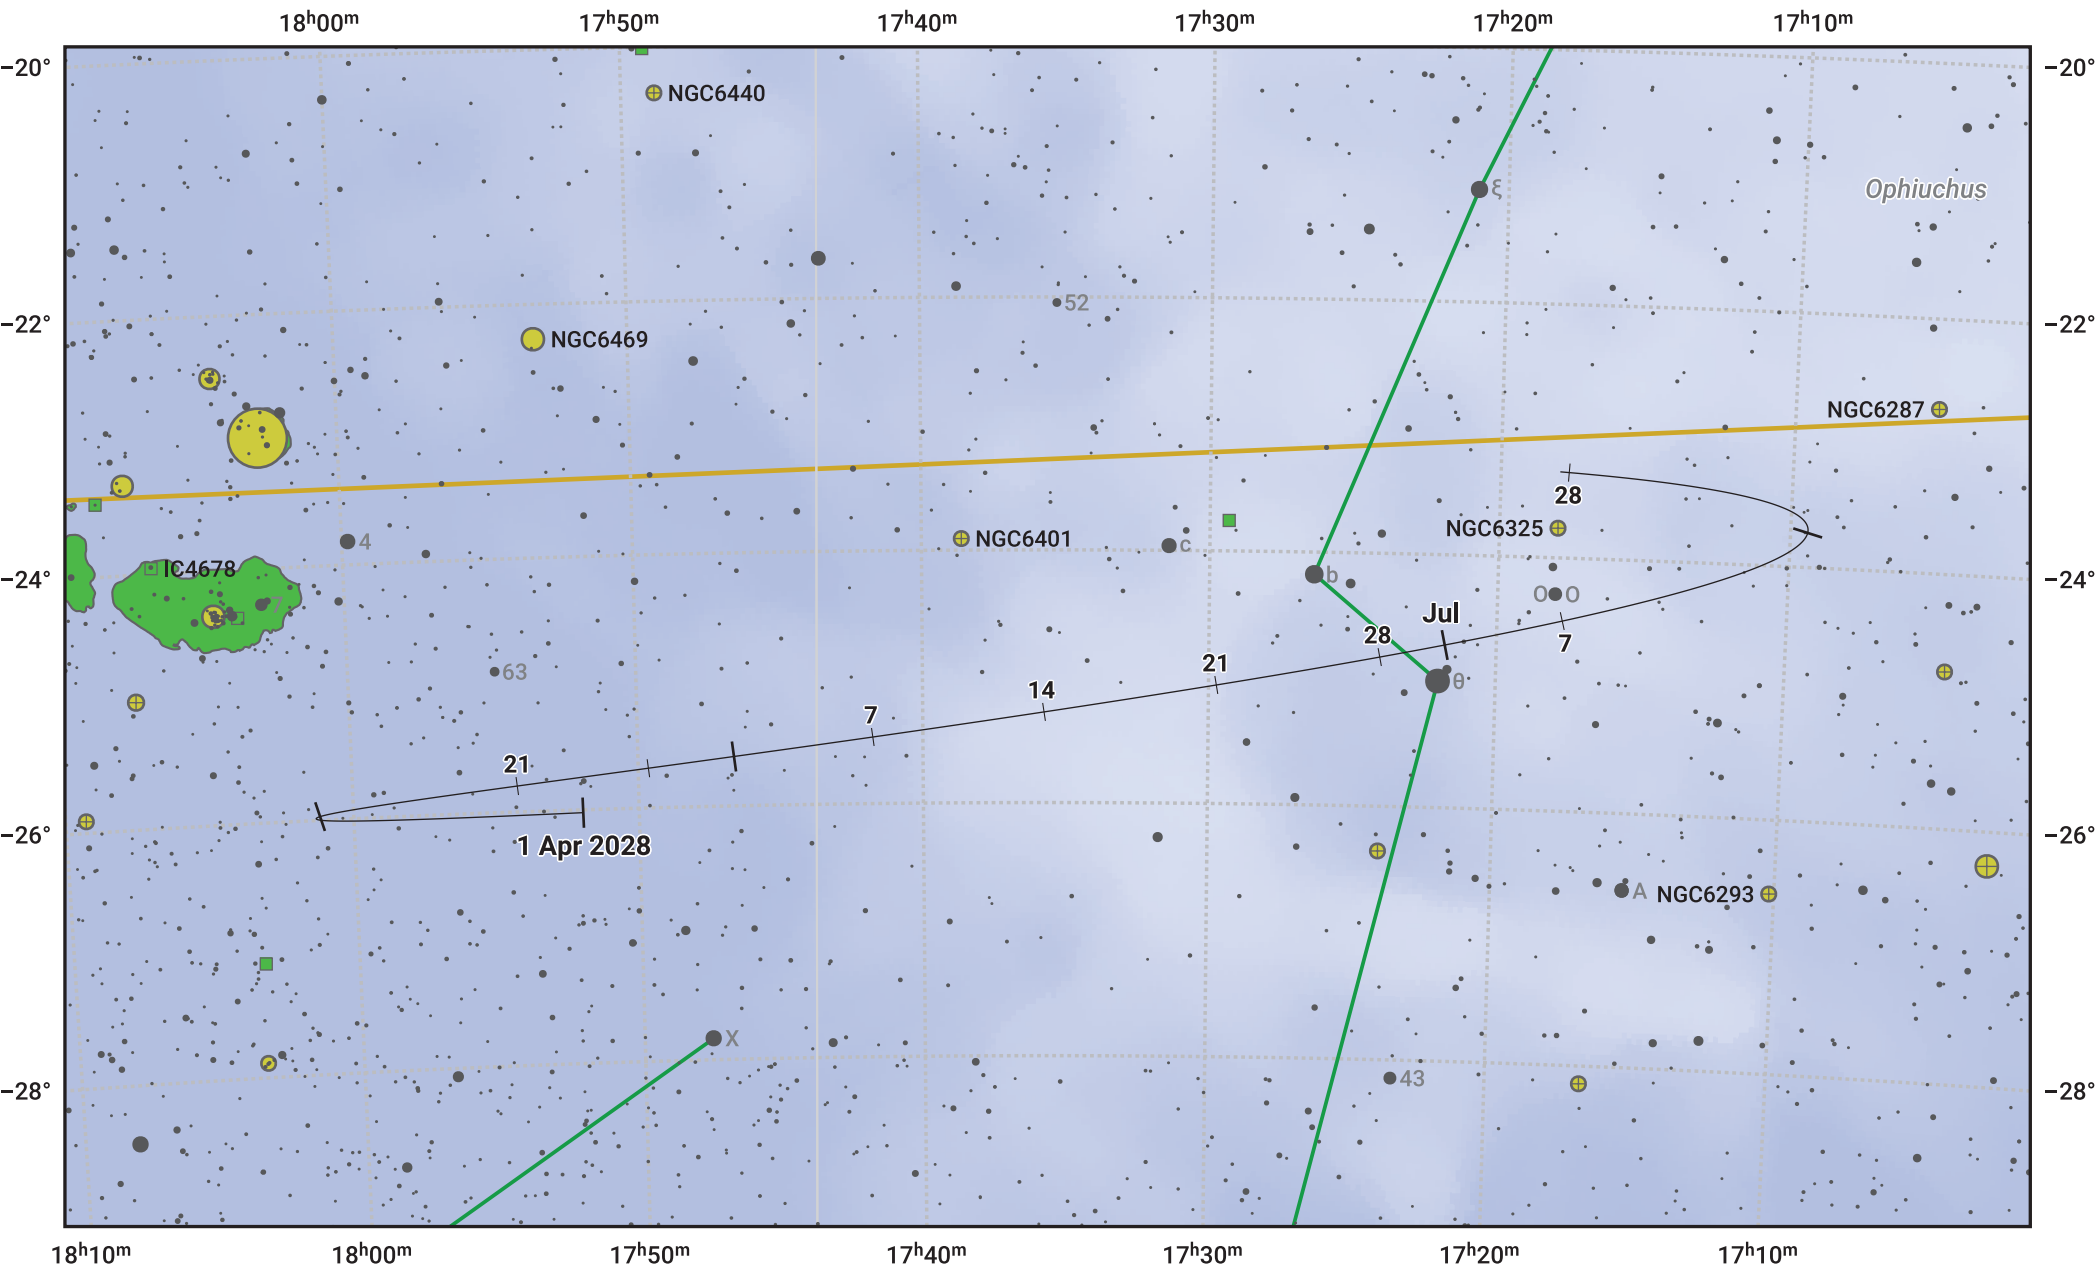 18ʰ00ᵐ 17ʰ50ᵐ 17ʰ40ᵐ 17ʰ30ᵐ 17ʰ20ᵐ 17ʰ10ᵐ
−20° −20°
NGC6440
ξ Ophiuchus
52
−22° −22°
NGC6469
NGC6287
28
NGC6325
4 NGC6401 c
IC4678 b
−24° −24°
7 O O
Jul
28 7
21
63 θ
14
7
21
−26° −26°
1 Apr 2028
A NGC6293
X
43
−28° −28°
18ʰ10ᵐ 18ʰ00ᵐ 17ʰ50ᵐ 17ʰ40ᵐ 17ʰ30ᵐ 17ʰ20ᵐ 17ʰ10ᵐ